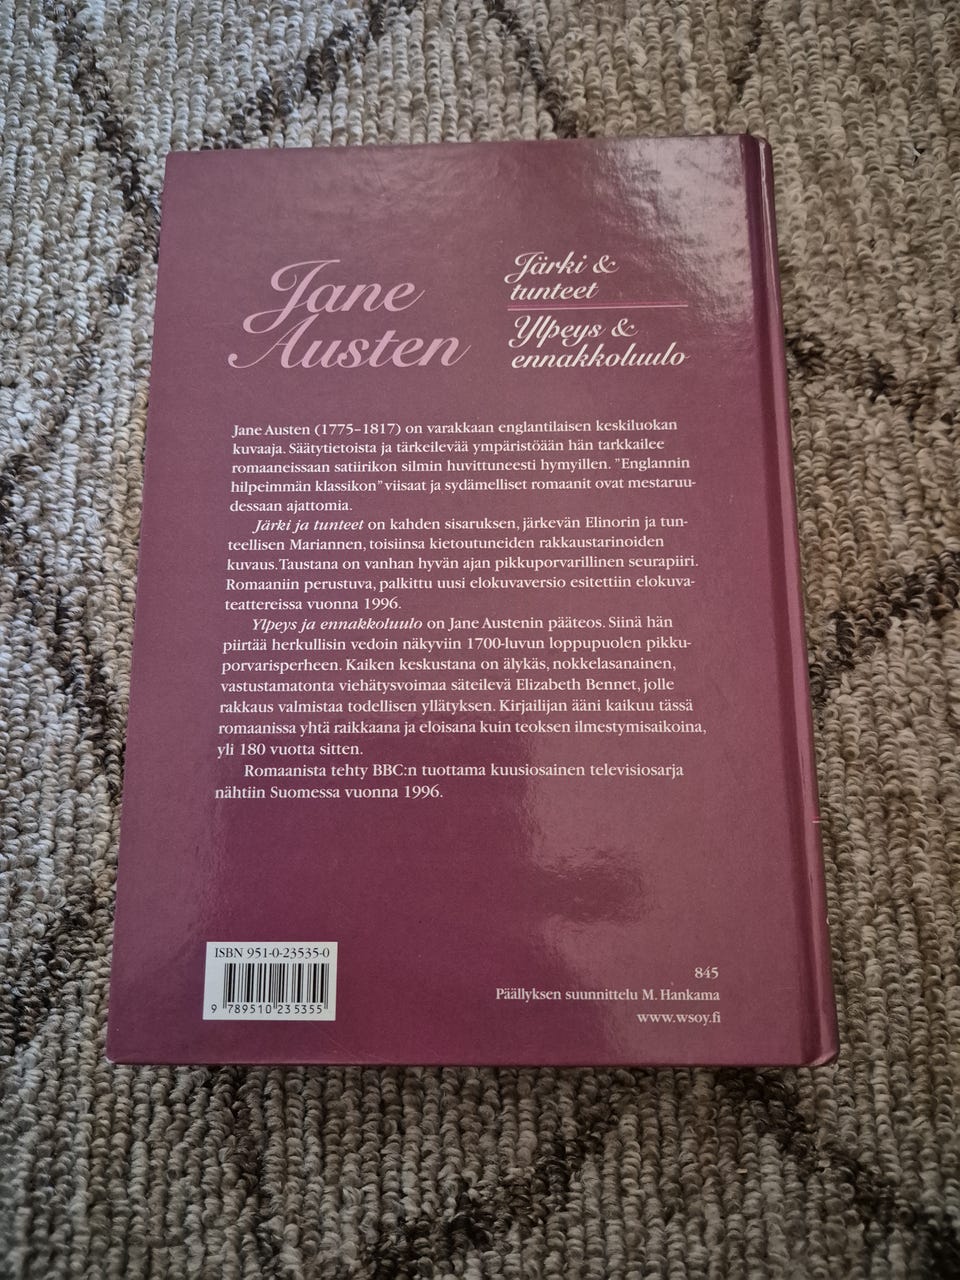 Jane
Austen
Järki &
tunteet
Ylpeys &
ennakkoluulo
Jane Austen (1775–1817) on varakkaan englantilaisen keskiluokan
kuvaaja. Säätytietoista ja tärkeilevää ympäristöään hän tarkkailee
romaaneissaan satiirikon silmin huvittuneesti hymyillen. ”Englannin
hilpeimmän klassikon” viisaat ja sydämelliset romaanit ovat mestaruu-
dessaan ajattomia.
Järki ja tunteet on kahden sisaruksen, järkevän Elinorin ja tun-
teellisen Mariannen, toisiinsa kietoutuneiden rakkaustarinoiden
kuvaus. Taustana on vanhan hyvän ajan pikkuporvarillinen seurapiiri.
Romaaniin perustuva, palkittu uusi elokuvaversio esitettiin elokuva-
teattereissa vuonna 1996.
Ylpeys ja ennakkoluulo on Jane Austenin pääteos. Siinä hän
piirtää herkullisin vedoin näkyviin 1700-luvun loppupuolen pikku-
porvarisperheen. Kaiken keskustana on älykäs, nokkelasanainen,
vastustamatonta viehätysvoimaa säteilevä Elizabeth Bennet, jolle
rakkaus valmistaa todellisen yllätyksen. Kirjailijan ääni kaikuu tässä
romaanissa yhtä raikkaana ja eloisana kuin teoksen ilmestymisaikoina,
yli 180 vuotta sitten.
Romaanista tehty BBC:n tuottama kuusiosainen televisiosarja
nähtiin Suomessa vuonna 1996.
ISBN 951-0-23535-0
9 789510 235355
845
Päällyksen suunnittelu M. Hankama
www.wsoy.fi